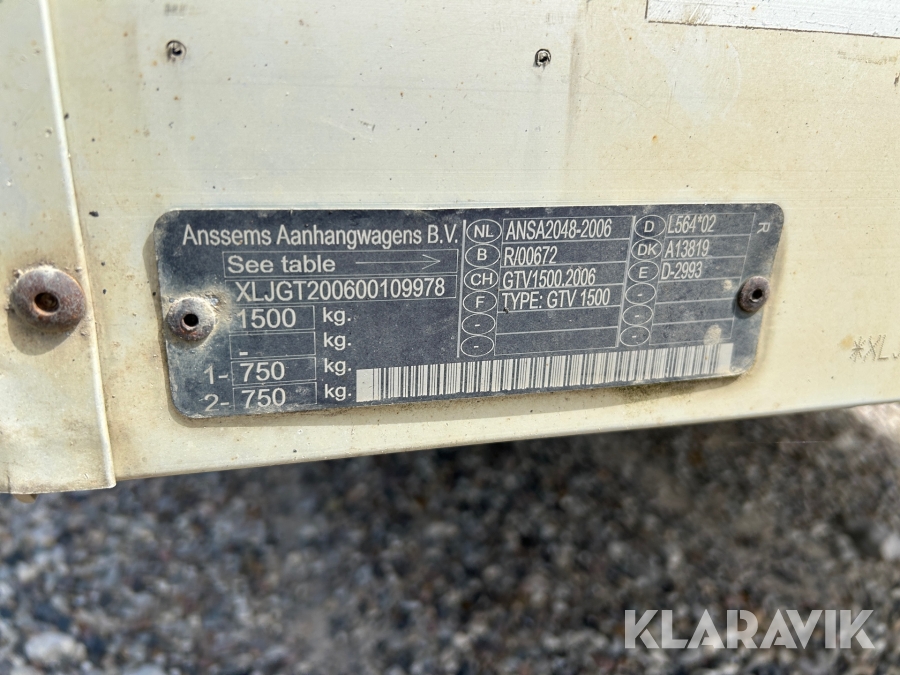 Anssems Aanhangwagens B.V.
See table
XLJGT200600109978
1500 kg.
- kg.
1- 750 kg.
2- 750 kg.
NL ANSA2048-2006
B R/00672
CH GTV1500.2006
F TYPE: GTV 1500
-
-
D L564*02
DK A13819
E D-2993
-
-
R
*XL
KLARAVIK